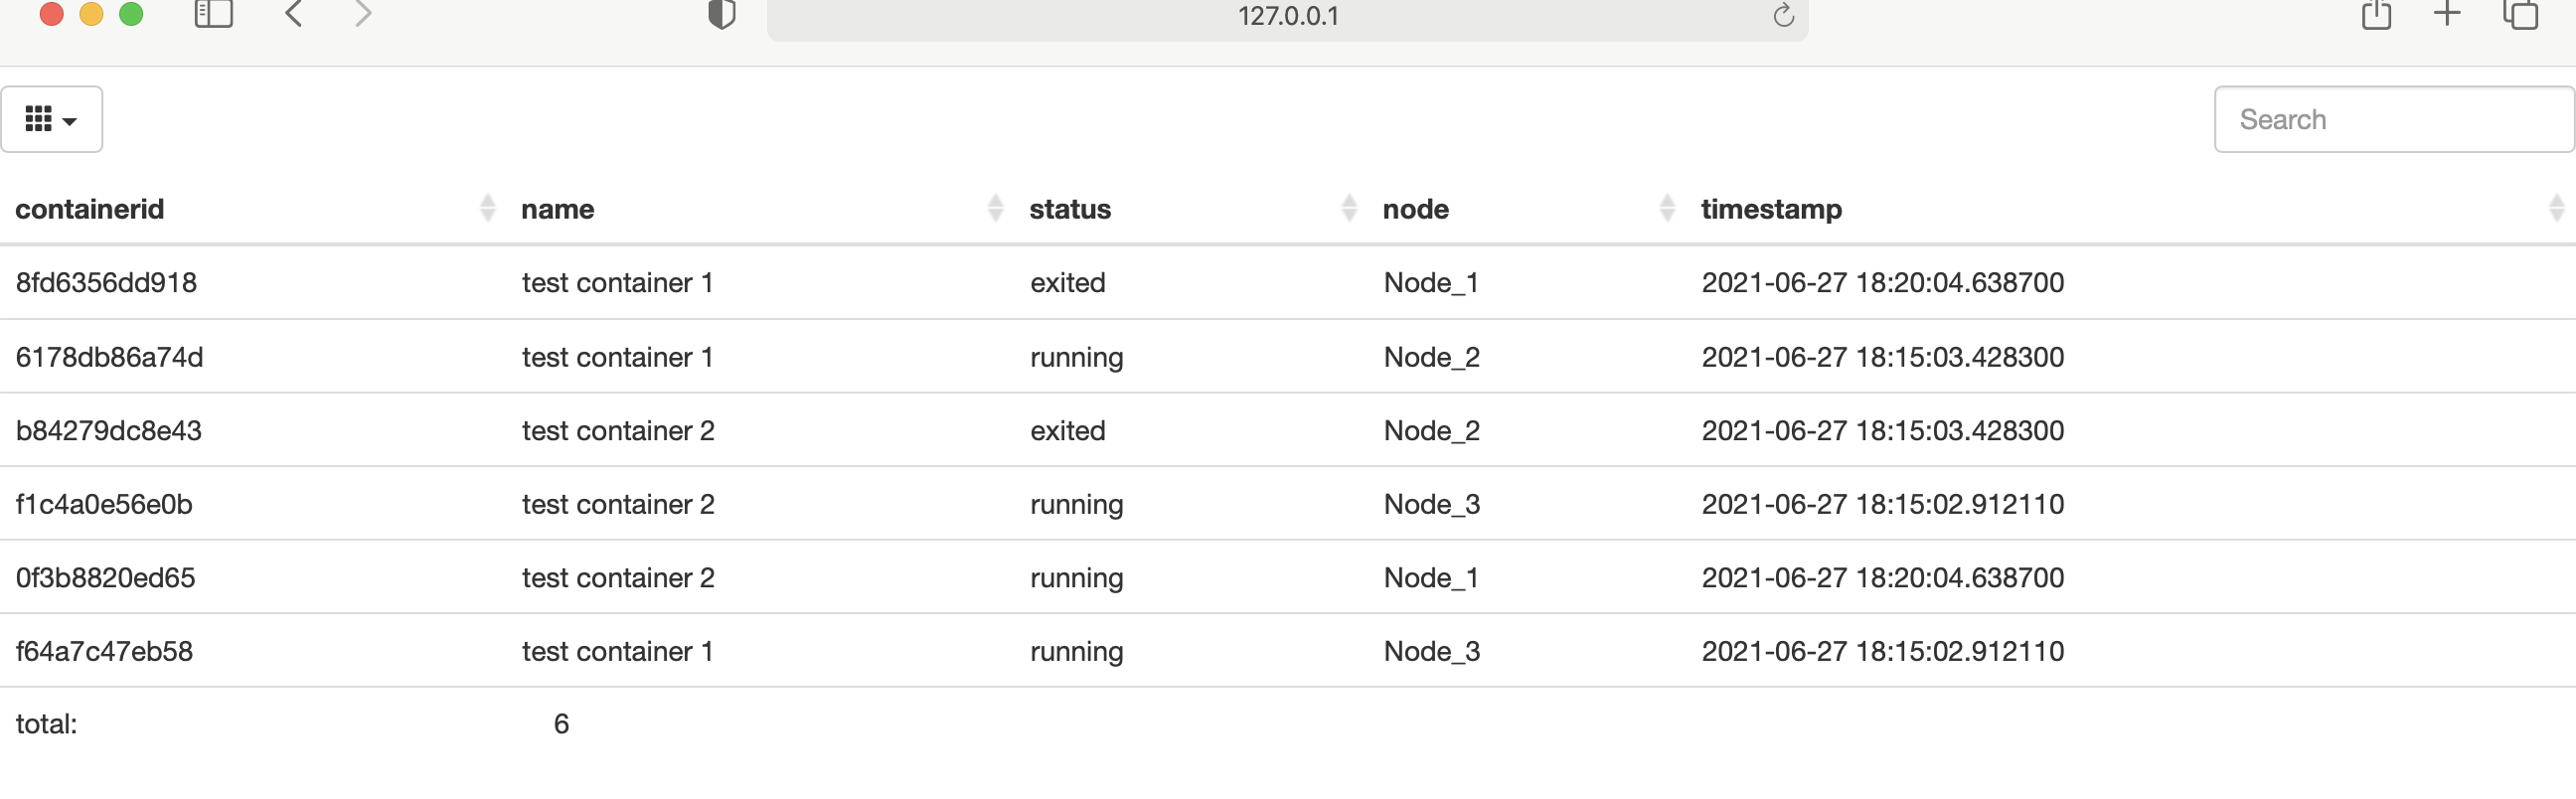 127.0.0.1
Search
containerid name status node timestamp
8fd6356dd918 test container 1 exited Node_1 2021-06-27 18:20:04.638700
6178db86a74d test container 1 running Node_2 2021-06-27 18:15:03.428300
b84279dc8e43 test container 2 exited Node_2 2021-06-27 18:15:03.428300
f1c4a0e56e0b test container 2 running Node_3 2021-06-27 18:15:02.912110
0f3b8820ed65 test container 2 running Node_1 2021-06-27 18:20:04.638700
f64a7c47eb58 test container 1 running Node_3 2021-06-27 18:15:02.912110
total: 6